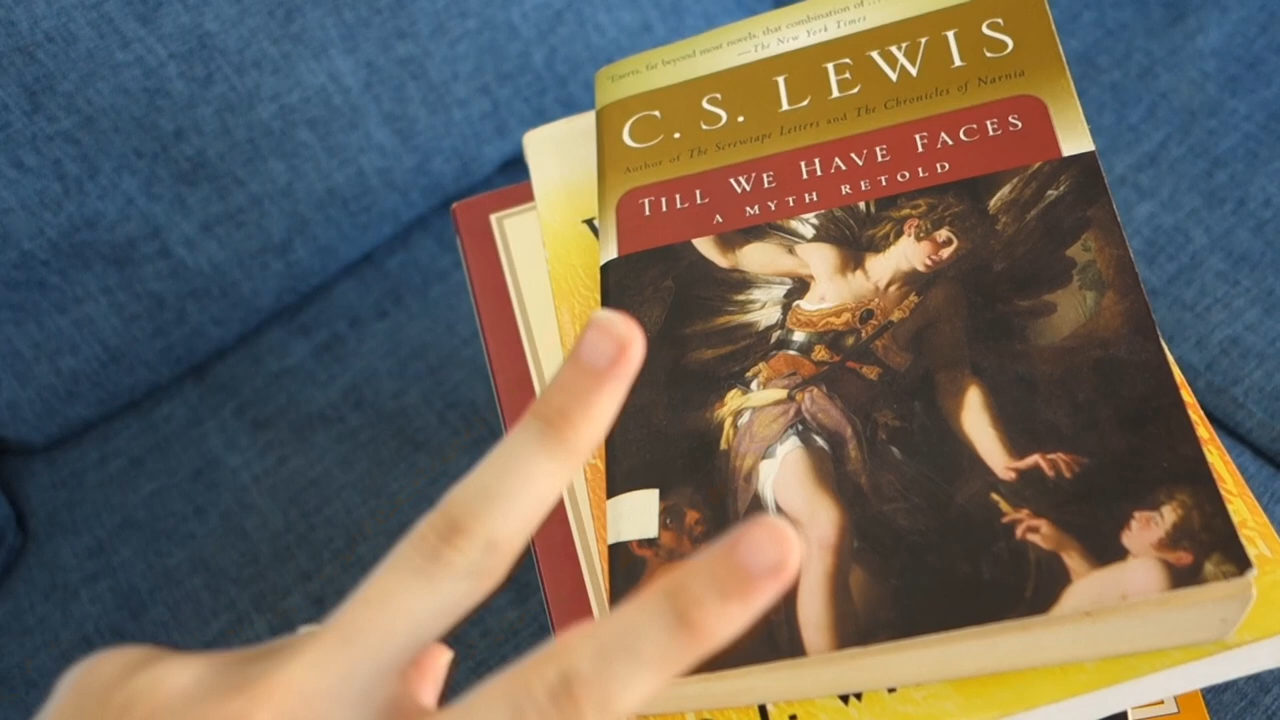 "Exerts, far beyond most novels, that combination of . . .
—The New York Times
C. S. LEWIS
Author of The Screwtape Letters and The Chronicles of Narnia
TILL WE HAVE FACES
A MYTH RETOLD